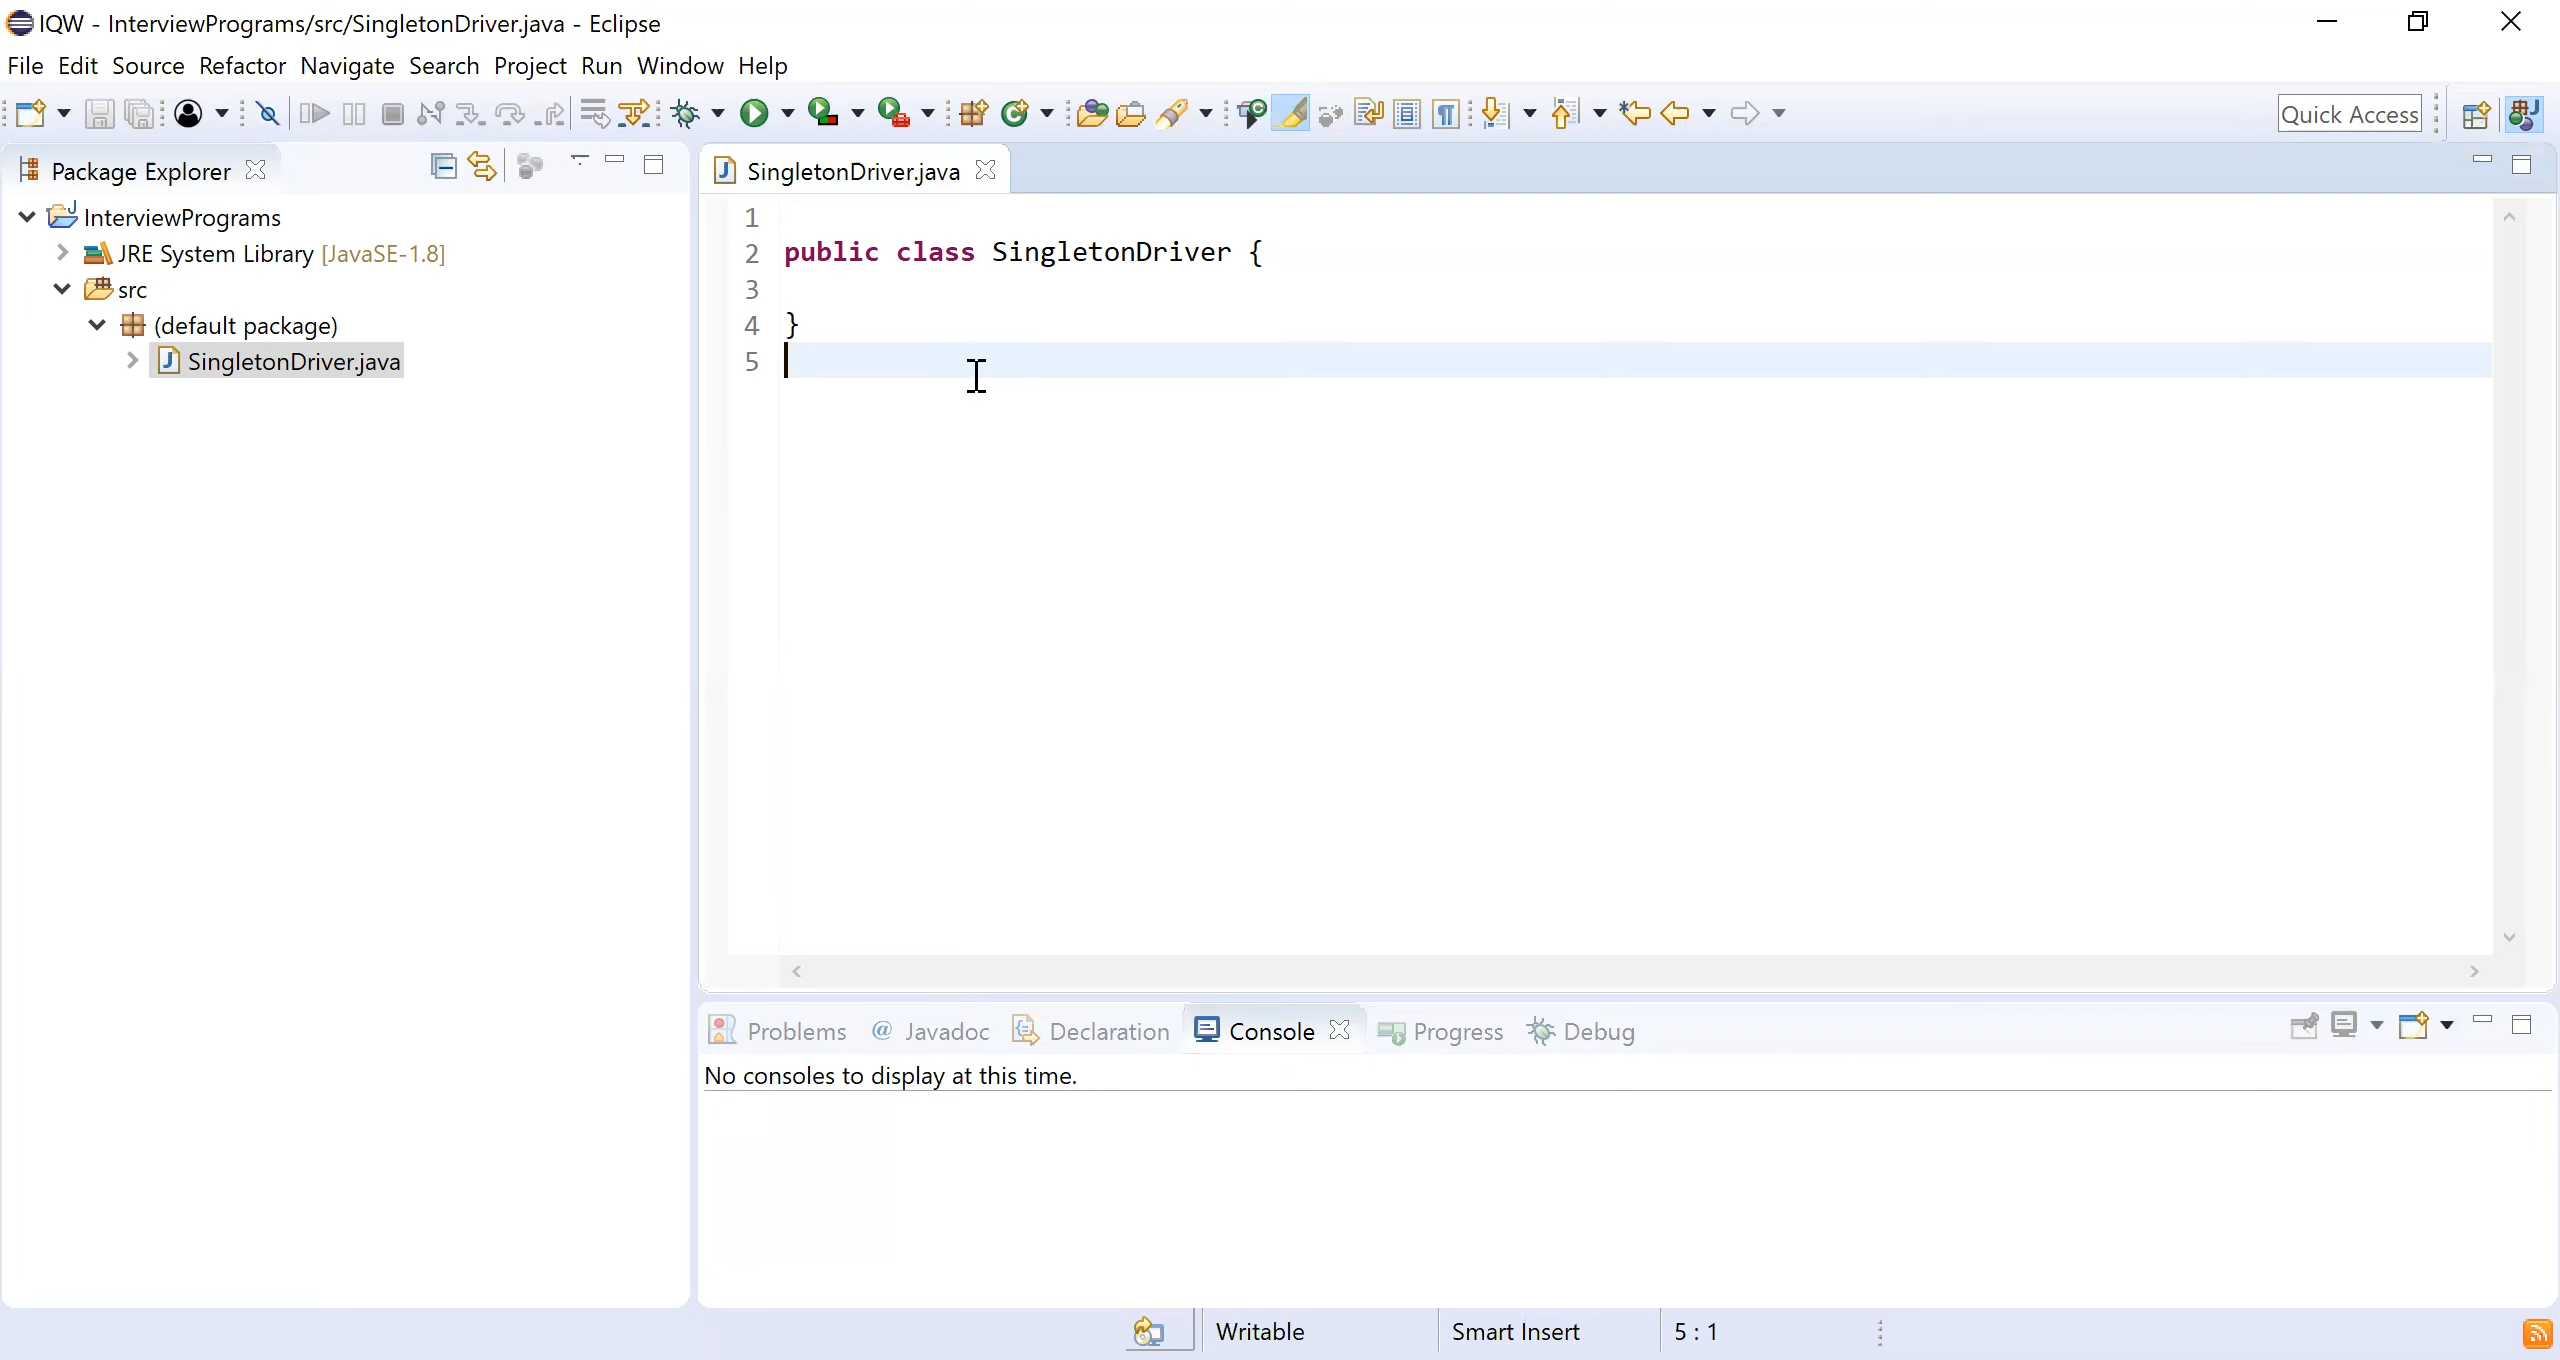 IQW - InterviewPrograms/src/SingletonDriver.java - Eclipse
File Edit Source Refactor Navigate Search Project Run Window Help
Quick Access
Package Explorer
InterviewPrograms
JRE System Library [JavaSE-1.8]
src
(default package)
SingletonDriver.java
SingletonDriver.java
1
2 public class SingletonDriver {
3
4 }
5
Problems @ Javadoc Declaration Console Progress Debug
No consoles to display at this time.
Writable Smart Insert 5 : 1